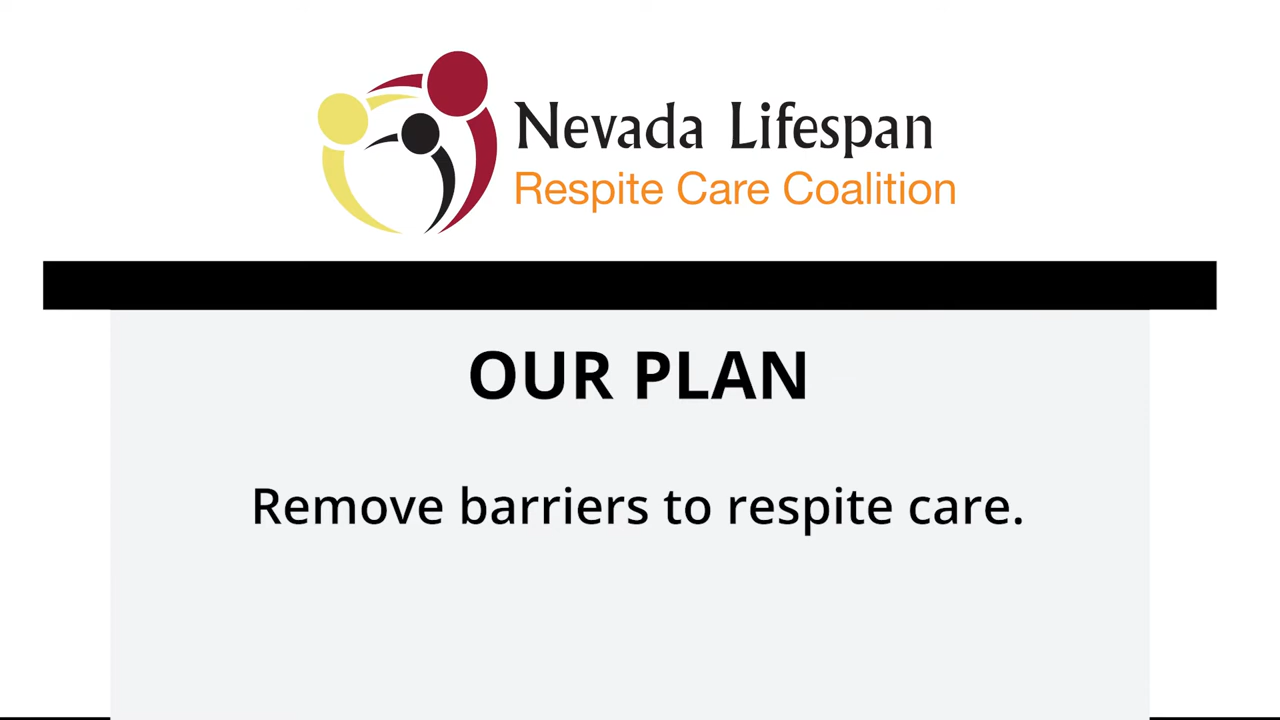 Nevada Lifespan
Respite Care Coalition
OUR PLAN
Remove barriers to respite care.